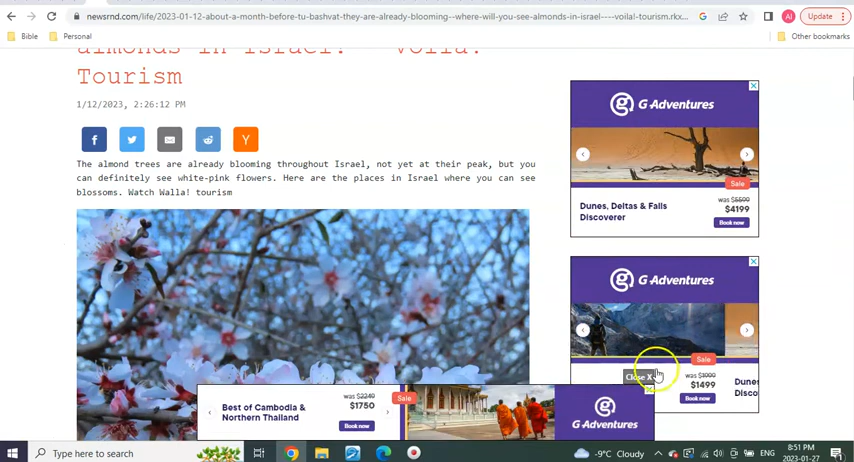 newsrnd.com/life/2023-01-12-about-a-month-before-tu-bashvat-they-are-already-blooming--where-will-you-see-almonds-in-israel----voila!-tourism.rkx...
AI
Update
Bible
Personal
Other bookmarks
almonds in Israel? - voila!
Tourism
1/12/2023, 2:26:12 PM
f
Y
The almond trees are already blooming throughout Israel, not yet at their peak, but you
can definitely see white-pink flowers. Here are the places in Israel where you can see
blossoms. Watch Walla! tourism
G Adventures
Sale
Dunes, Deltas & Falls
Discoverer
was $5599
$4199
Book now
G Adventures
Sale
Close X
$1499
Book now
Dunes
Disco
Best of Cambodia &
Northern Thailand
was $2249
$1750
Book now
Sale
G Adventures
Type here to search
-9°C Cloudy
ENG
8:51 PM
2023-01-27